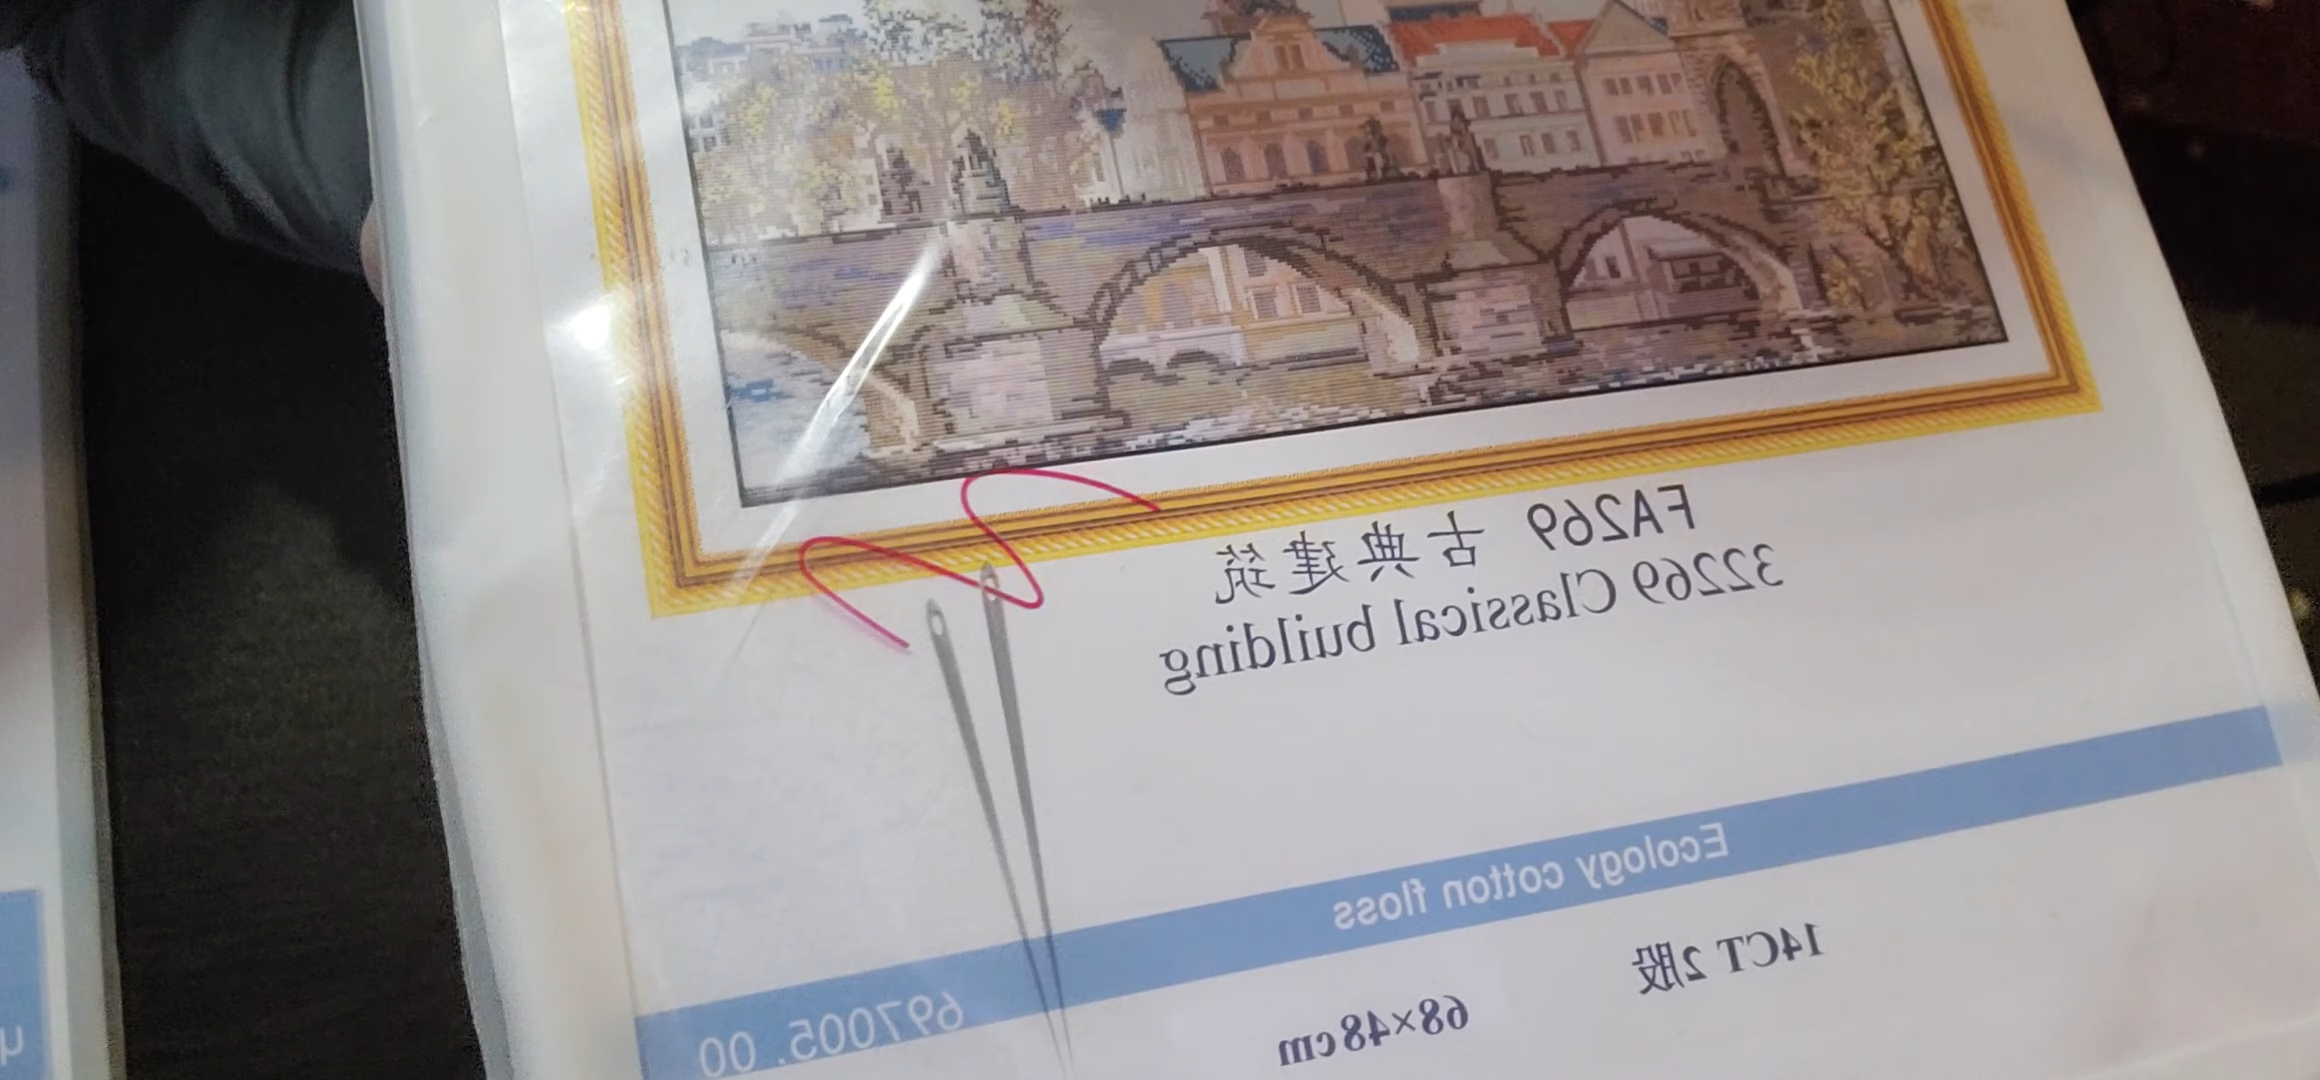 FA269 古典建筑
32269 Classical building
Ecology cotton floss
697005.00
14CT 2股
68×48cm